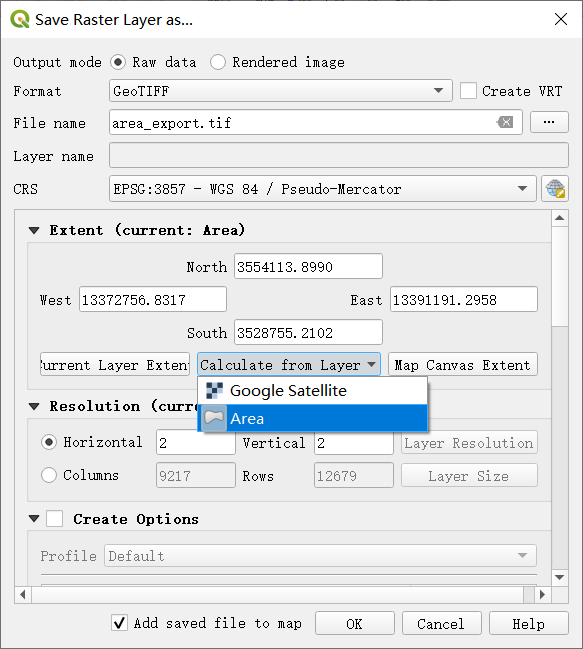 Save Raster Layer as...
Output mode Raw data Rendered image
Format GeoTIFF Create VRT
File name area_export.tif ...
Layer name
CRS EPSG:3857 - WGS 84 / Pseudo-Mercator
Extent (current: Area)
North 3554113.8990
West 13372756.8317 East 13391191.2958
South 3528755.2102
urrent Layer Exten Calculate from Layer Map Canvas Extent
Google Satellite
Area
Resolution (curre
Horizontal 2 Vertical 2 Layer Resolution
Columns 9217 Rows 12679 Layer Size
Create Options
Profile Default
Add saved file to map OK Cancel Help